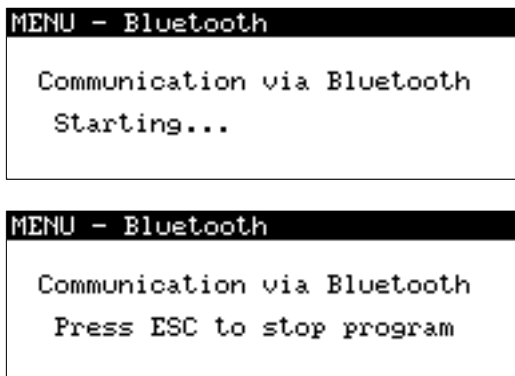 MENU - Bluetooth
Communication via Bluetooth
Starting...
MENU - Bluetooth
Communication via Bluetooth
Press ESC to stop program